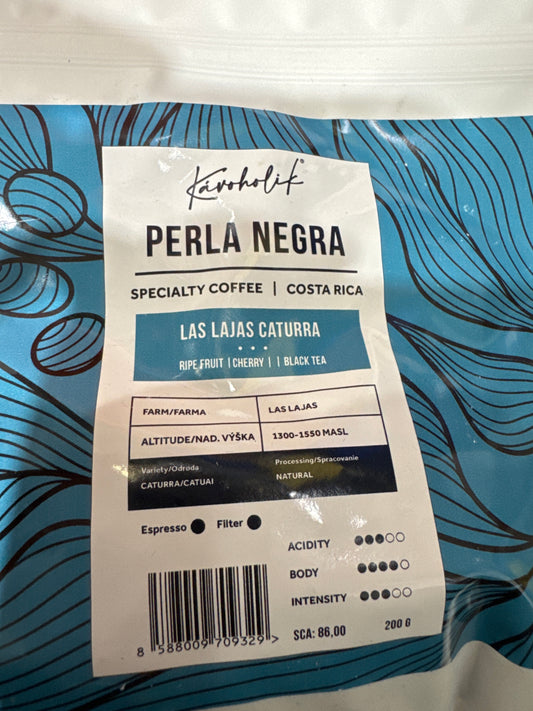 Kávoholik®
PERLA NEGRA
SPECIALTY COFFEE | COSTA RICA
LAS LAJAS CATURRA
• • •
RIPE FRUIT | CHERRY | | BLACK TEA
FARM/FARMA LAS LAJAS
ALTITUDE/NAD. VÝŠKA 1300-1550 MASL
Variety/Odroda Processing/Spracovanie
CATURRA/CATUAI NATURAL
Espresso Filter
ACIDITY
BODY
INTENSITY
SCA: 86,00 200 G
8 588009 709329 >